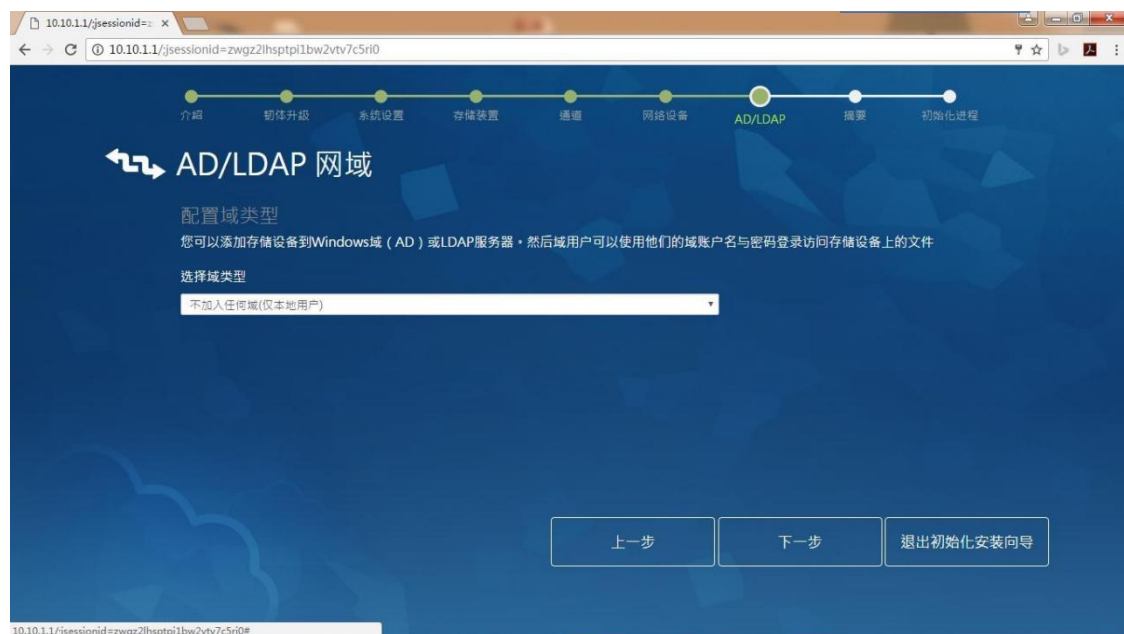 10.10.1.1/;jsessionid=z
10.10.1.1/;jsessionid=zwgz2lhsptpi1bw2vtv7c5ri0
介紹 韧体升级 系统设置 存储装置 通道 网络设备 AD/LDAP 摘要 初始化进程
AD/LDAP 网域
配置域类型
您可以添加存储设备到Windows域（AD）或LDAP服务器。然后域用户可以使用他们的域账户名与密码登录访问存储设备上的文件
选择域类型
不加入任何域(仅本地用户)
上一步 下一步 退出初始化安装向导
10.10.1.1/;jsessionid=zwgz2lhsptpi1bw2vtv7c5ri0#